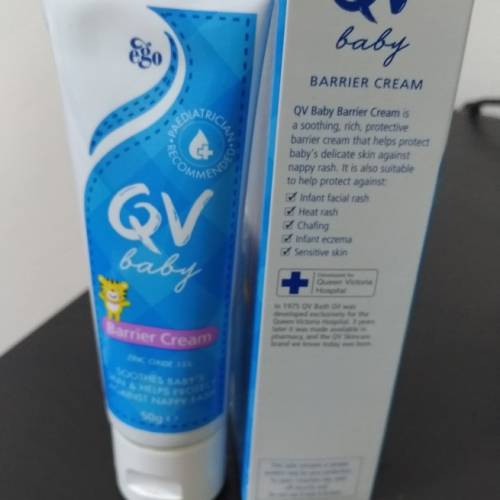 ego
PAEDIATRICIAN
RECOMMENDED
QV
baby
Barrier Cream
ZINC OXIDE 15%
SOOTHES BABY'S
SKIN & HELPS PROTECT
AGAINST NAPPY RASH
50g
QV
baby
BARRIER CREAM
QV Baby Barrier Cream is
a soothing, rich, protective
barrier cream that helps protect
baby's delicate skin against
nappy rash. It is also suitable
to help protect against:
Infant facial rash
Heat rash
Chafing
Infant eczema
Sensitive skin
Developed for
Queen Victoria
Hospital
In 1975 QV Bath Oil was
developed exclusively for the
Queen Victoria Hospital. 3 years
later it was made available in
pharmacy, and the QV Skincare
brand we know today was born.